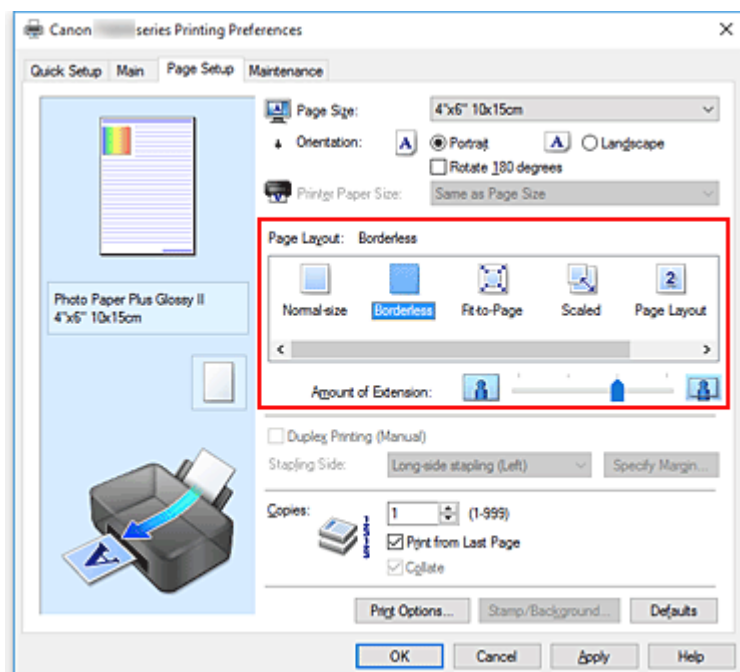 Canon series Printing Preferences
Quick Setup Main Page Setup Maintenance
Page Size: 4"x6" 10x15cm
Orientation: A Portrait A Landscape
Rotate 180 degrees
Printer Paper Size: Same as Page Size
Page Layout: Borderless
2
Normal-size Borderless Fit-to-Page Scaled Page Layout
Photo Paper Plus Glossy II
4"x6" 10x15cm
Amount of Extension:
Duplex Printing (Manual)
Stapling Side: Long-side stapling (Left) Specify Margin...
Copies: 1 (1-999)
Print from Last Page
Collate
A
Print Options... Stamp/Background... Defaults
OK Cancel Apply Help